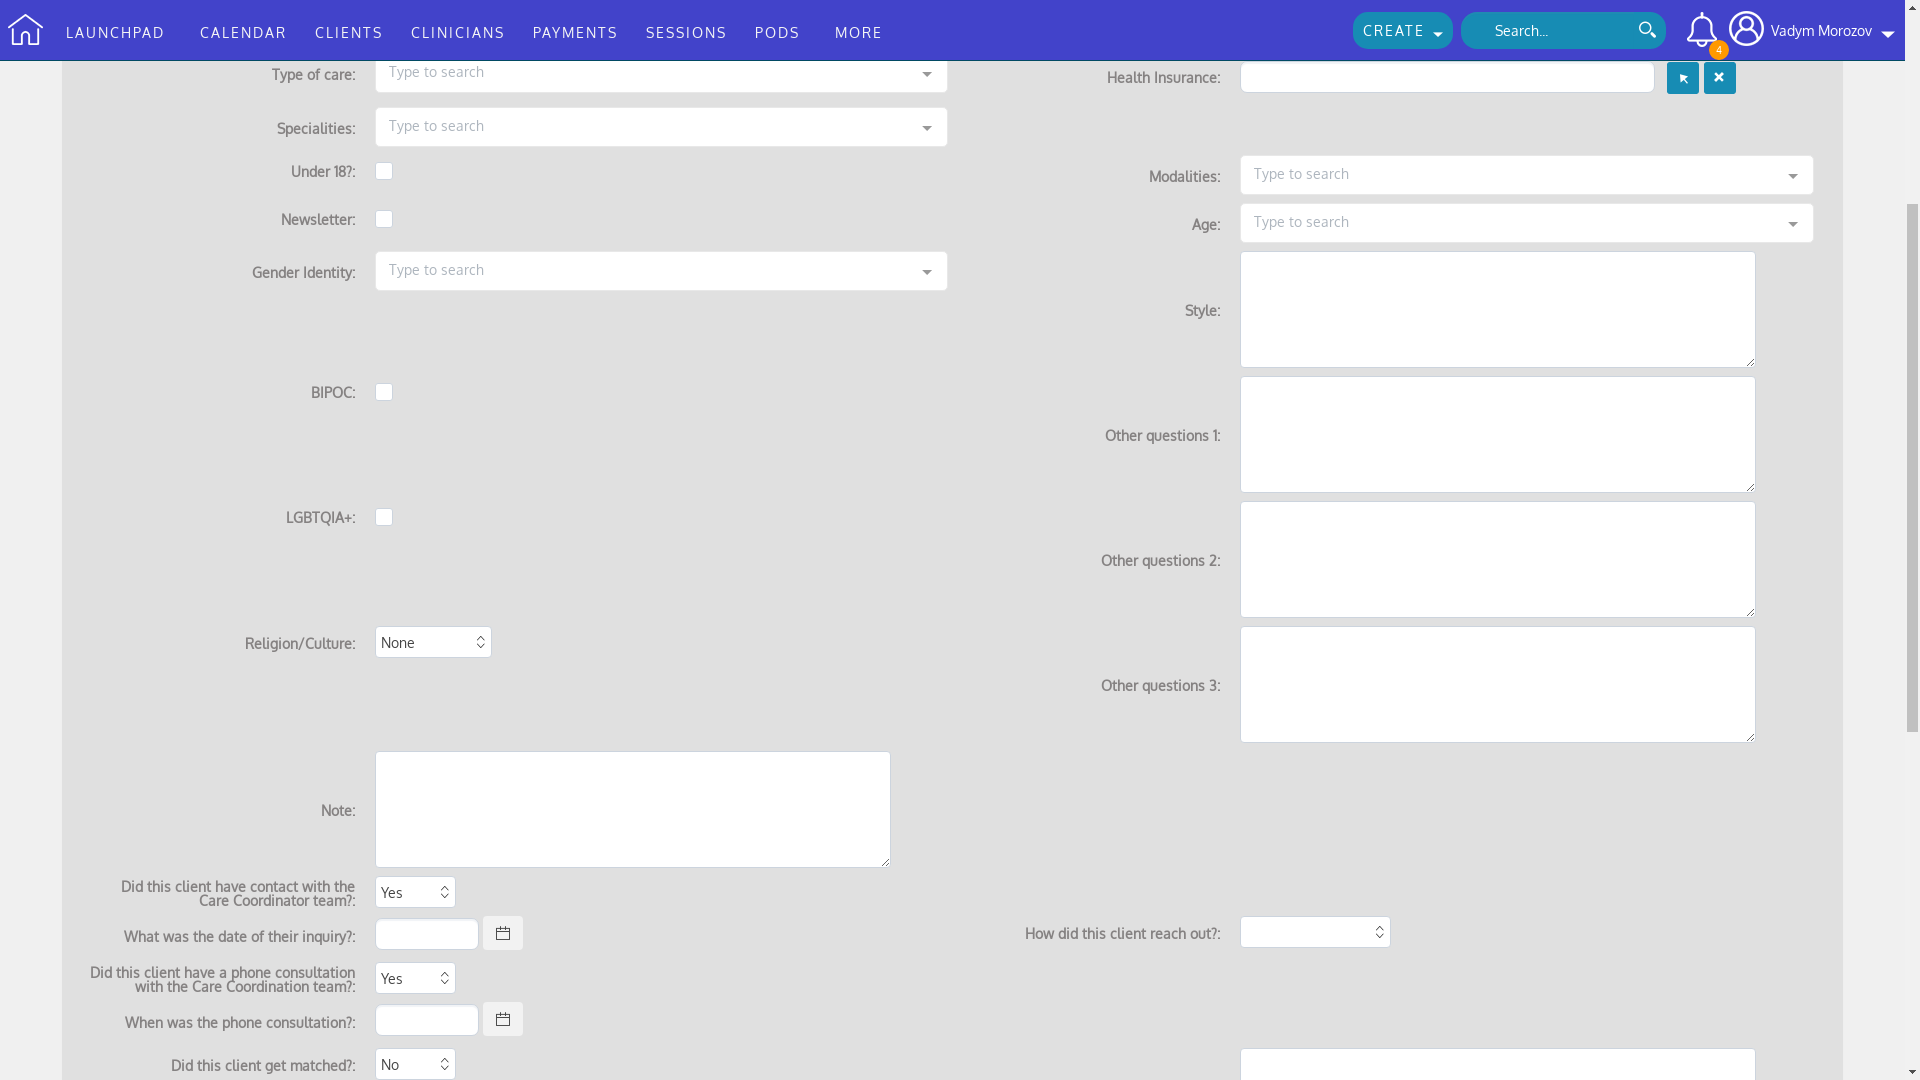 LAUNCHPAD CALENDAR CLIENTS CLINICIANS PAYMENTS SESSIONS PODS MORE CREATE Search... 4 Vadym Morozov
Type of care: Type to search Health Insurance:
Specialities: Type to search
Under 18?: Modalities: Type to search
Newsletter: Age: Type to search
Gender Identity: Type to search
Style:
BIPOC:
Other questions 1:
LGBTQIA+:
Other questions 2:
Religion/Culture: None
Other questions 3:
Note:
Did this client have contact with the
Care Coordinator team?: Yes
What was the date of their inquiry?: How did this client reach out?:
Did this client have a phone consultation
with the Care Coordination team?: Yes
When was the phone consultation?:
Did this client get matched?: No